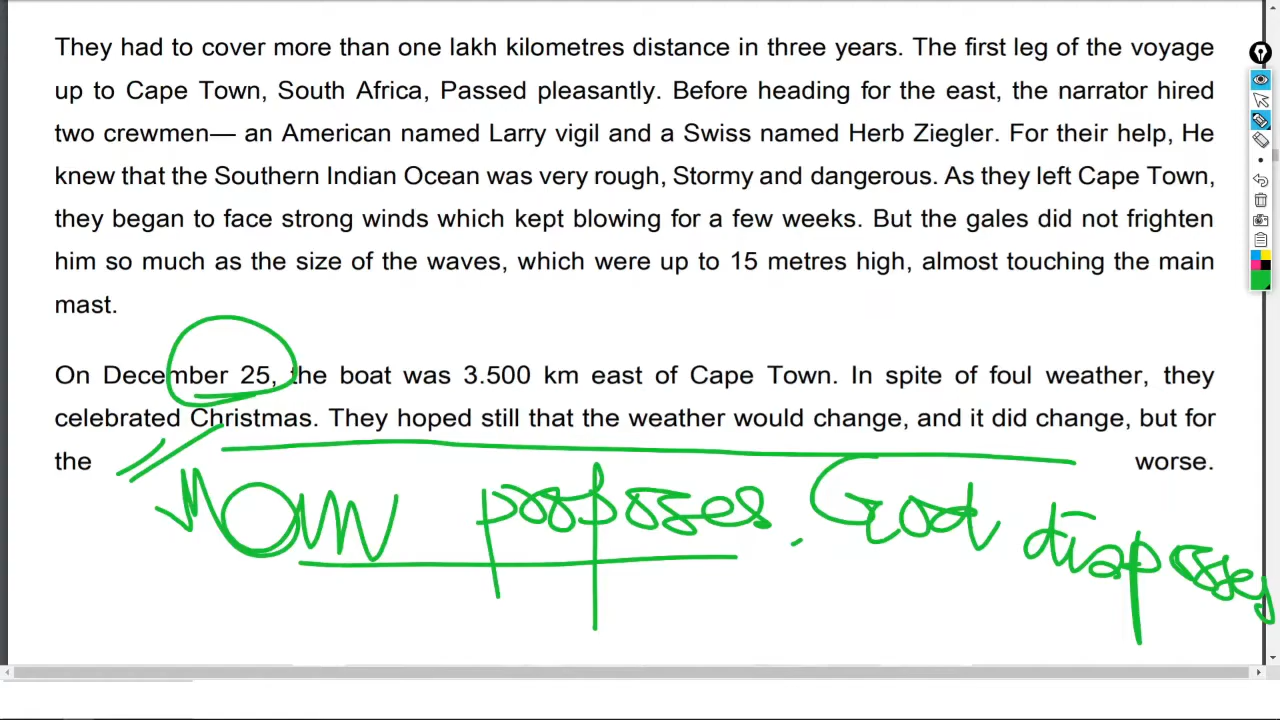 They had to cover more than one lakh kilometres distance in three years. The first leg of the voyage
up to Cape Town, South Africa, Passed pleasantly. Before heading for the east, the narrator hired
two crewmen— an American named Larry vigil and a Swiss named Herb Ziegler. For their help, He
knew that the Southern Indian Ocean was very rough, Stormy and dangerous. As they left Cape Town,
they began to face strong winds which kept blowing for a few weeks. But the gales did not frighten
him so much as the size of the waves, which were up to 15 metres high, almost touching the main
mast.
On December 25, the boat was 3.500 km east of Cape Town. In spite of foul weather, they
celebrated Christmas. They hoped still that the weather would change, and it did change, but for
the worse.
Man proposes. God disposes